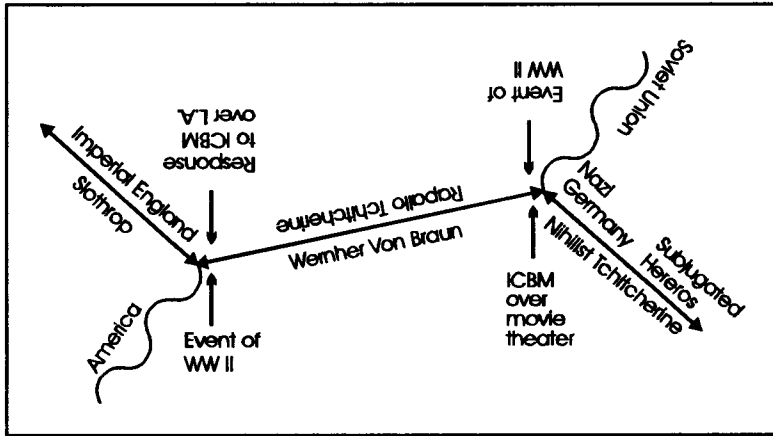 Imperial England
Slothrop
Response
to ICBM
over L.A.
America
Event of
WW II
Rapallo Tchitcherine
Wernher Von Braun
Event of
WW II
Soviet Union
ICBM
over
movie
theater
Nazi
Germany
Subjugated
Hereros
Nihilist Tchitcherine